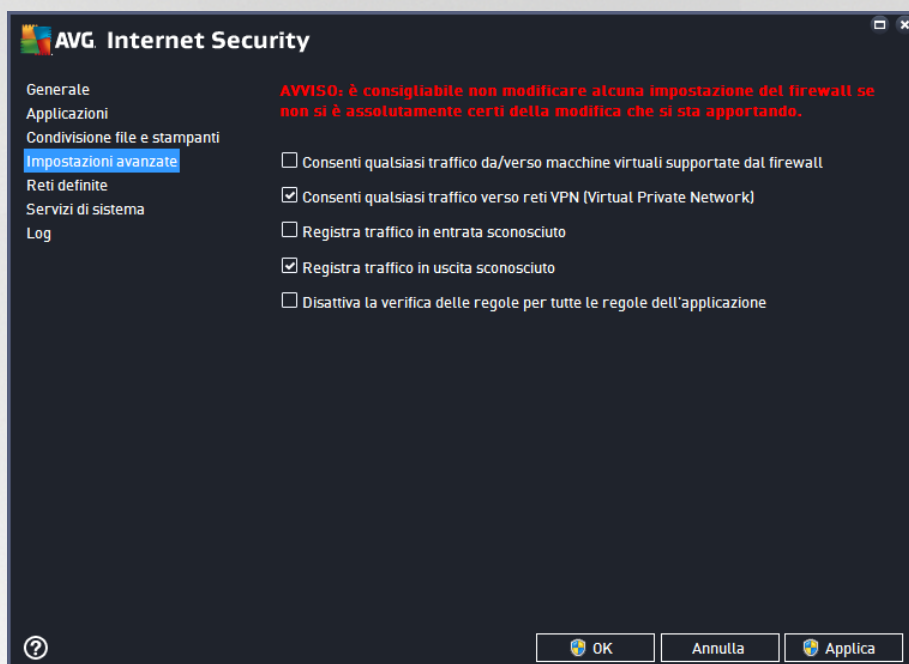 AVG Internet Security
Generale
Applicazioni
Condivisione file e stampanti
Impostazioni avanzate
Reti definite
Servizi di sistema
Log
AVVISO: è consigliabile non modificare alcuna impostazione del firewall se
non si è assolutamente certi della modifica che si sta apportando.
Consenti qualsiasi traffico da/verso macchine virtuali supportate dal firewall
Consenti qualsiasi traffico verso reti VPN (Virtual Private Network)
Registra traffico in entrata sconosciuto
Registra traffico in uscita sconosciuto
Disattiva la verifica delle regole per tutte le regole dell'applicazione
?
OK
Annulla
Applica